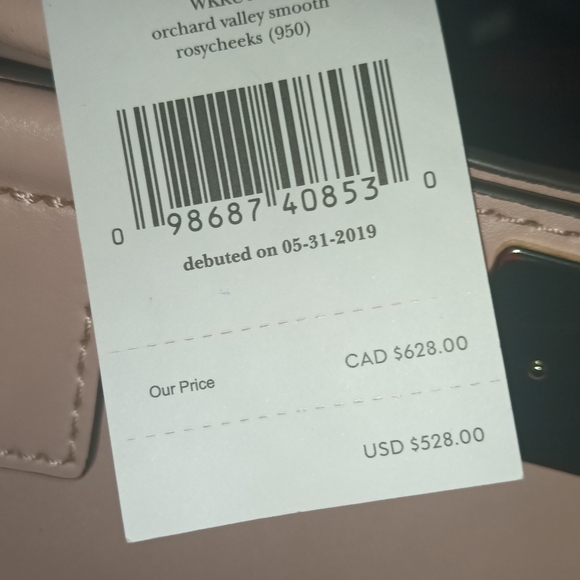 orchard valley smooth
rosycheeks (950)
0 98687 40853 0
debuted on 05-31-2019
CAD $628.00
Our Price
USD $528.00